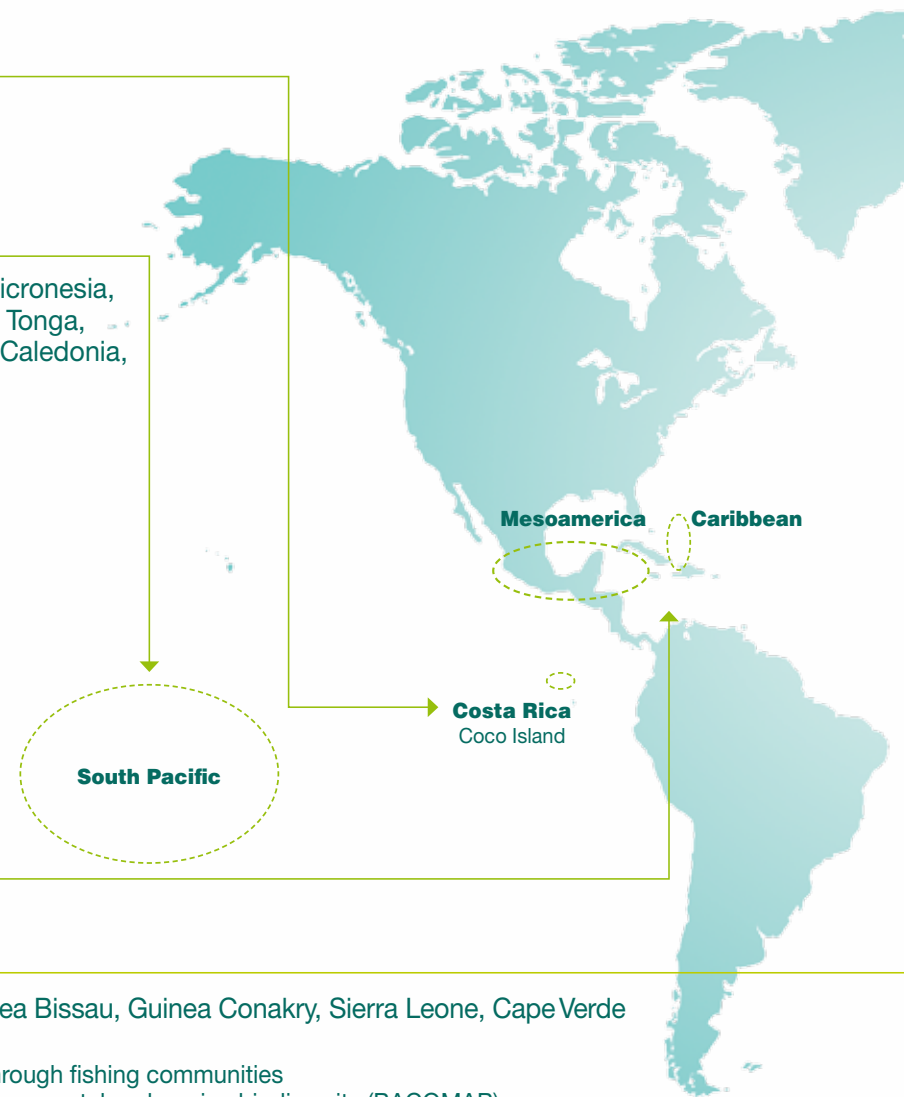 icronesia,
Tonga,
Caledonia,
Mesoamerica
Caribbean
Costa Rica
Coco Island
South Pacific
ea Bissau, Guinea Conakry, Sierra Leone, Cape Verde
rough fishing communities
(BACOMAR)